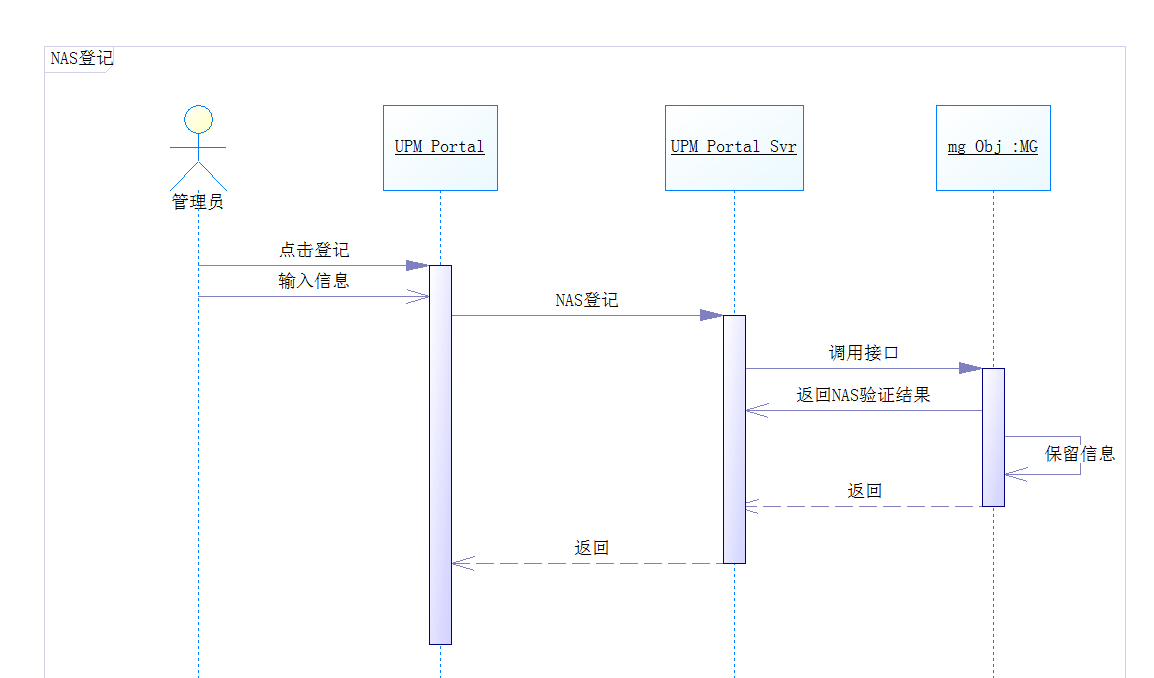 NAS登记
管理员
UPM Portal
UPM Portal Svr
mg Obj :MG
点击登记
输入信息
NAS登记
调用接口
返回NAS验证结果
保留信息
返回
返回